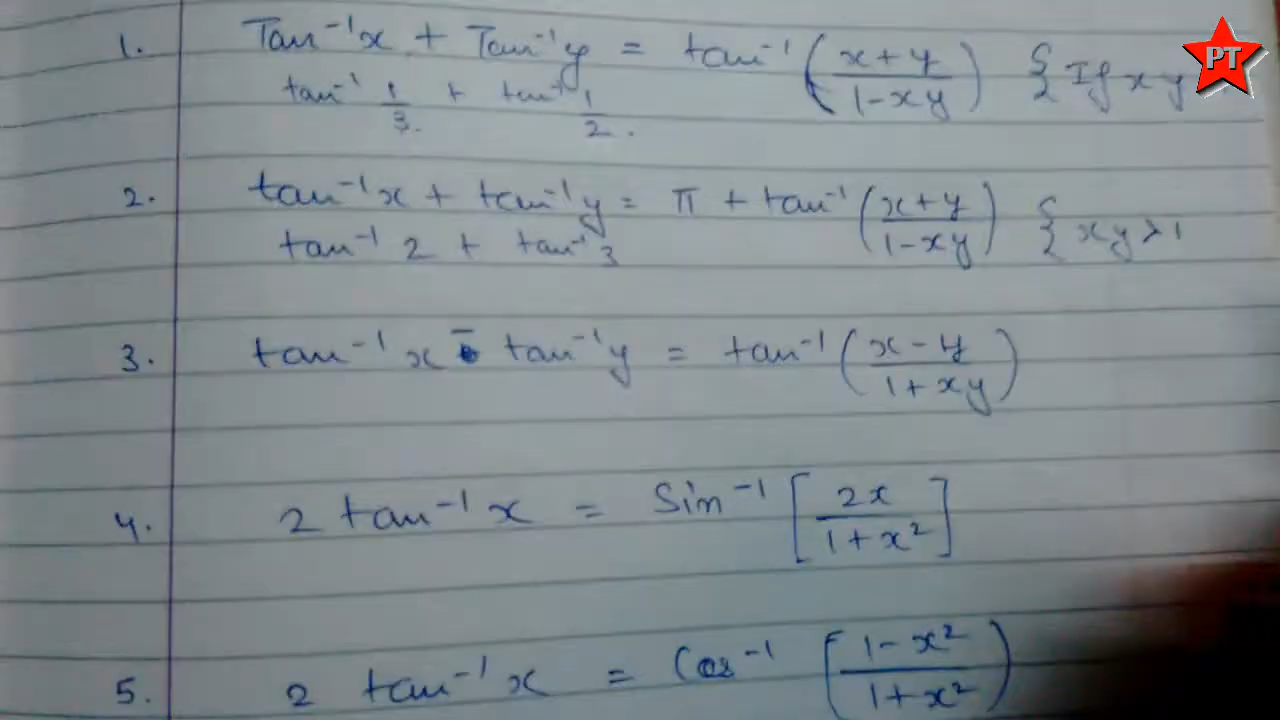 PT
1. Tan⁻¹x + Tan⁻¹y = tan⁻¹ (x+y / 1-xy) { If xy
tan⁻¹ 1/3. + tan⁻¹ 1/2.
2. tan⁻¹x + tan⁻¹y = π + tan⁻¹ (x+y / 1-xy) { xy > 1
tan⁻¹ 2 + tan⁻¹ 3
3. tan⁻¹ x - tan⁻¹y = tan⁻¹ (x-y / 1+xy)
4. 2 tan⁻¹ x = Sin⁻¹ [2x / 1+x²]
5. 2 tan⁻¹ x = Cos⁻¹ (1-x² / 1+x²)